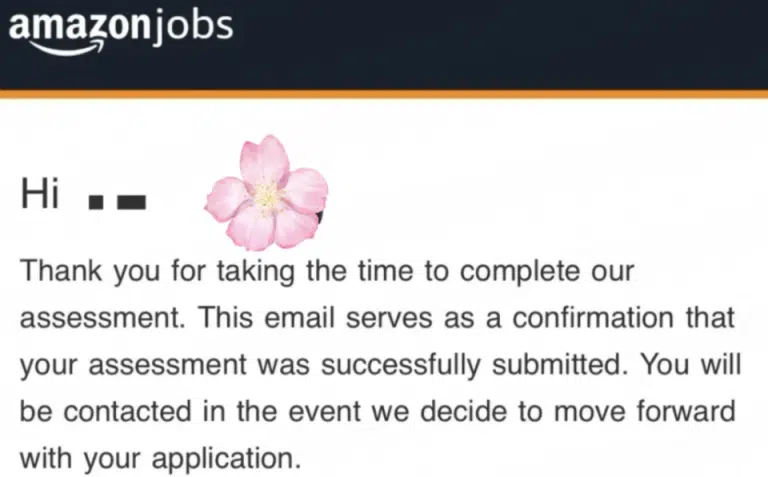 amazonjobs
Hi
Thank you for taking the time to complete our
assessment. This email serves as a confirmation that
your assessment was successfully submitted. You will
be contacted in the event we decide to move forward
with your application.